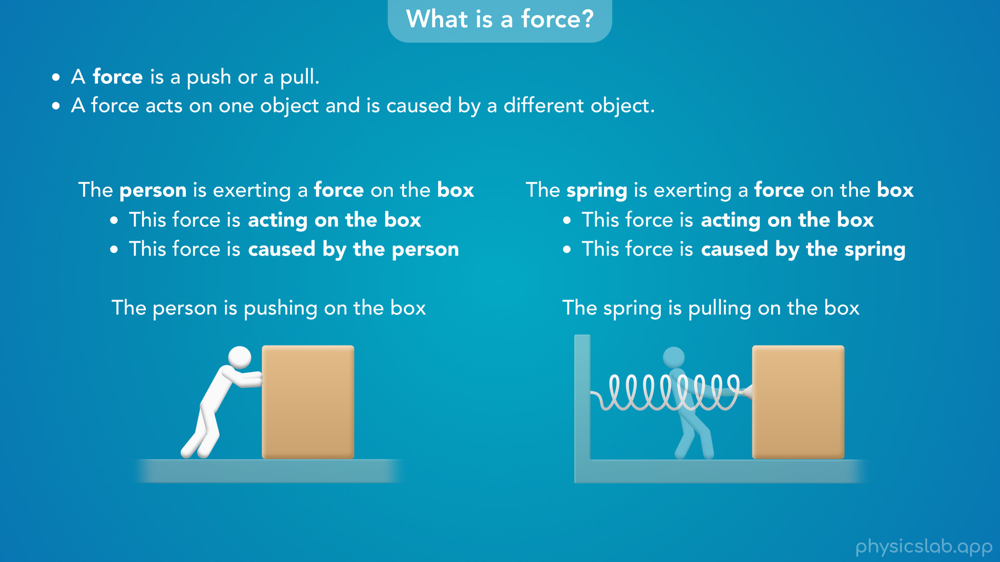 What is a force?
• A force is a push or a pull.
• A force acts on one object and is caused by a different object.
The person is exerting a force on the box
• This force is acting on the box
• This force is caused by the person
The person is pushing on the box
The spring is exerting a force on the box
• This force is acting on the box
• This force is caused by the spring
The spring is pulling on the box
physicslab.app